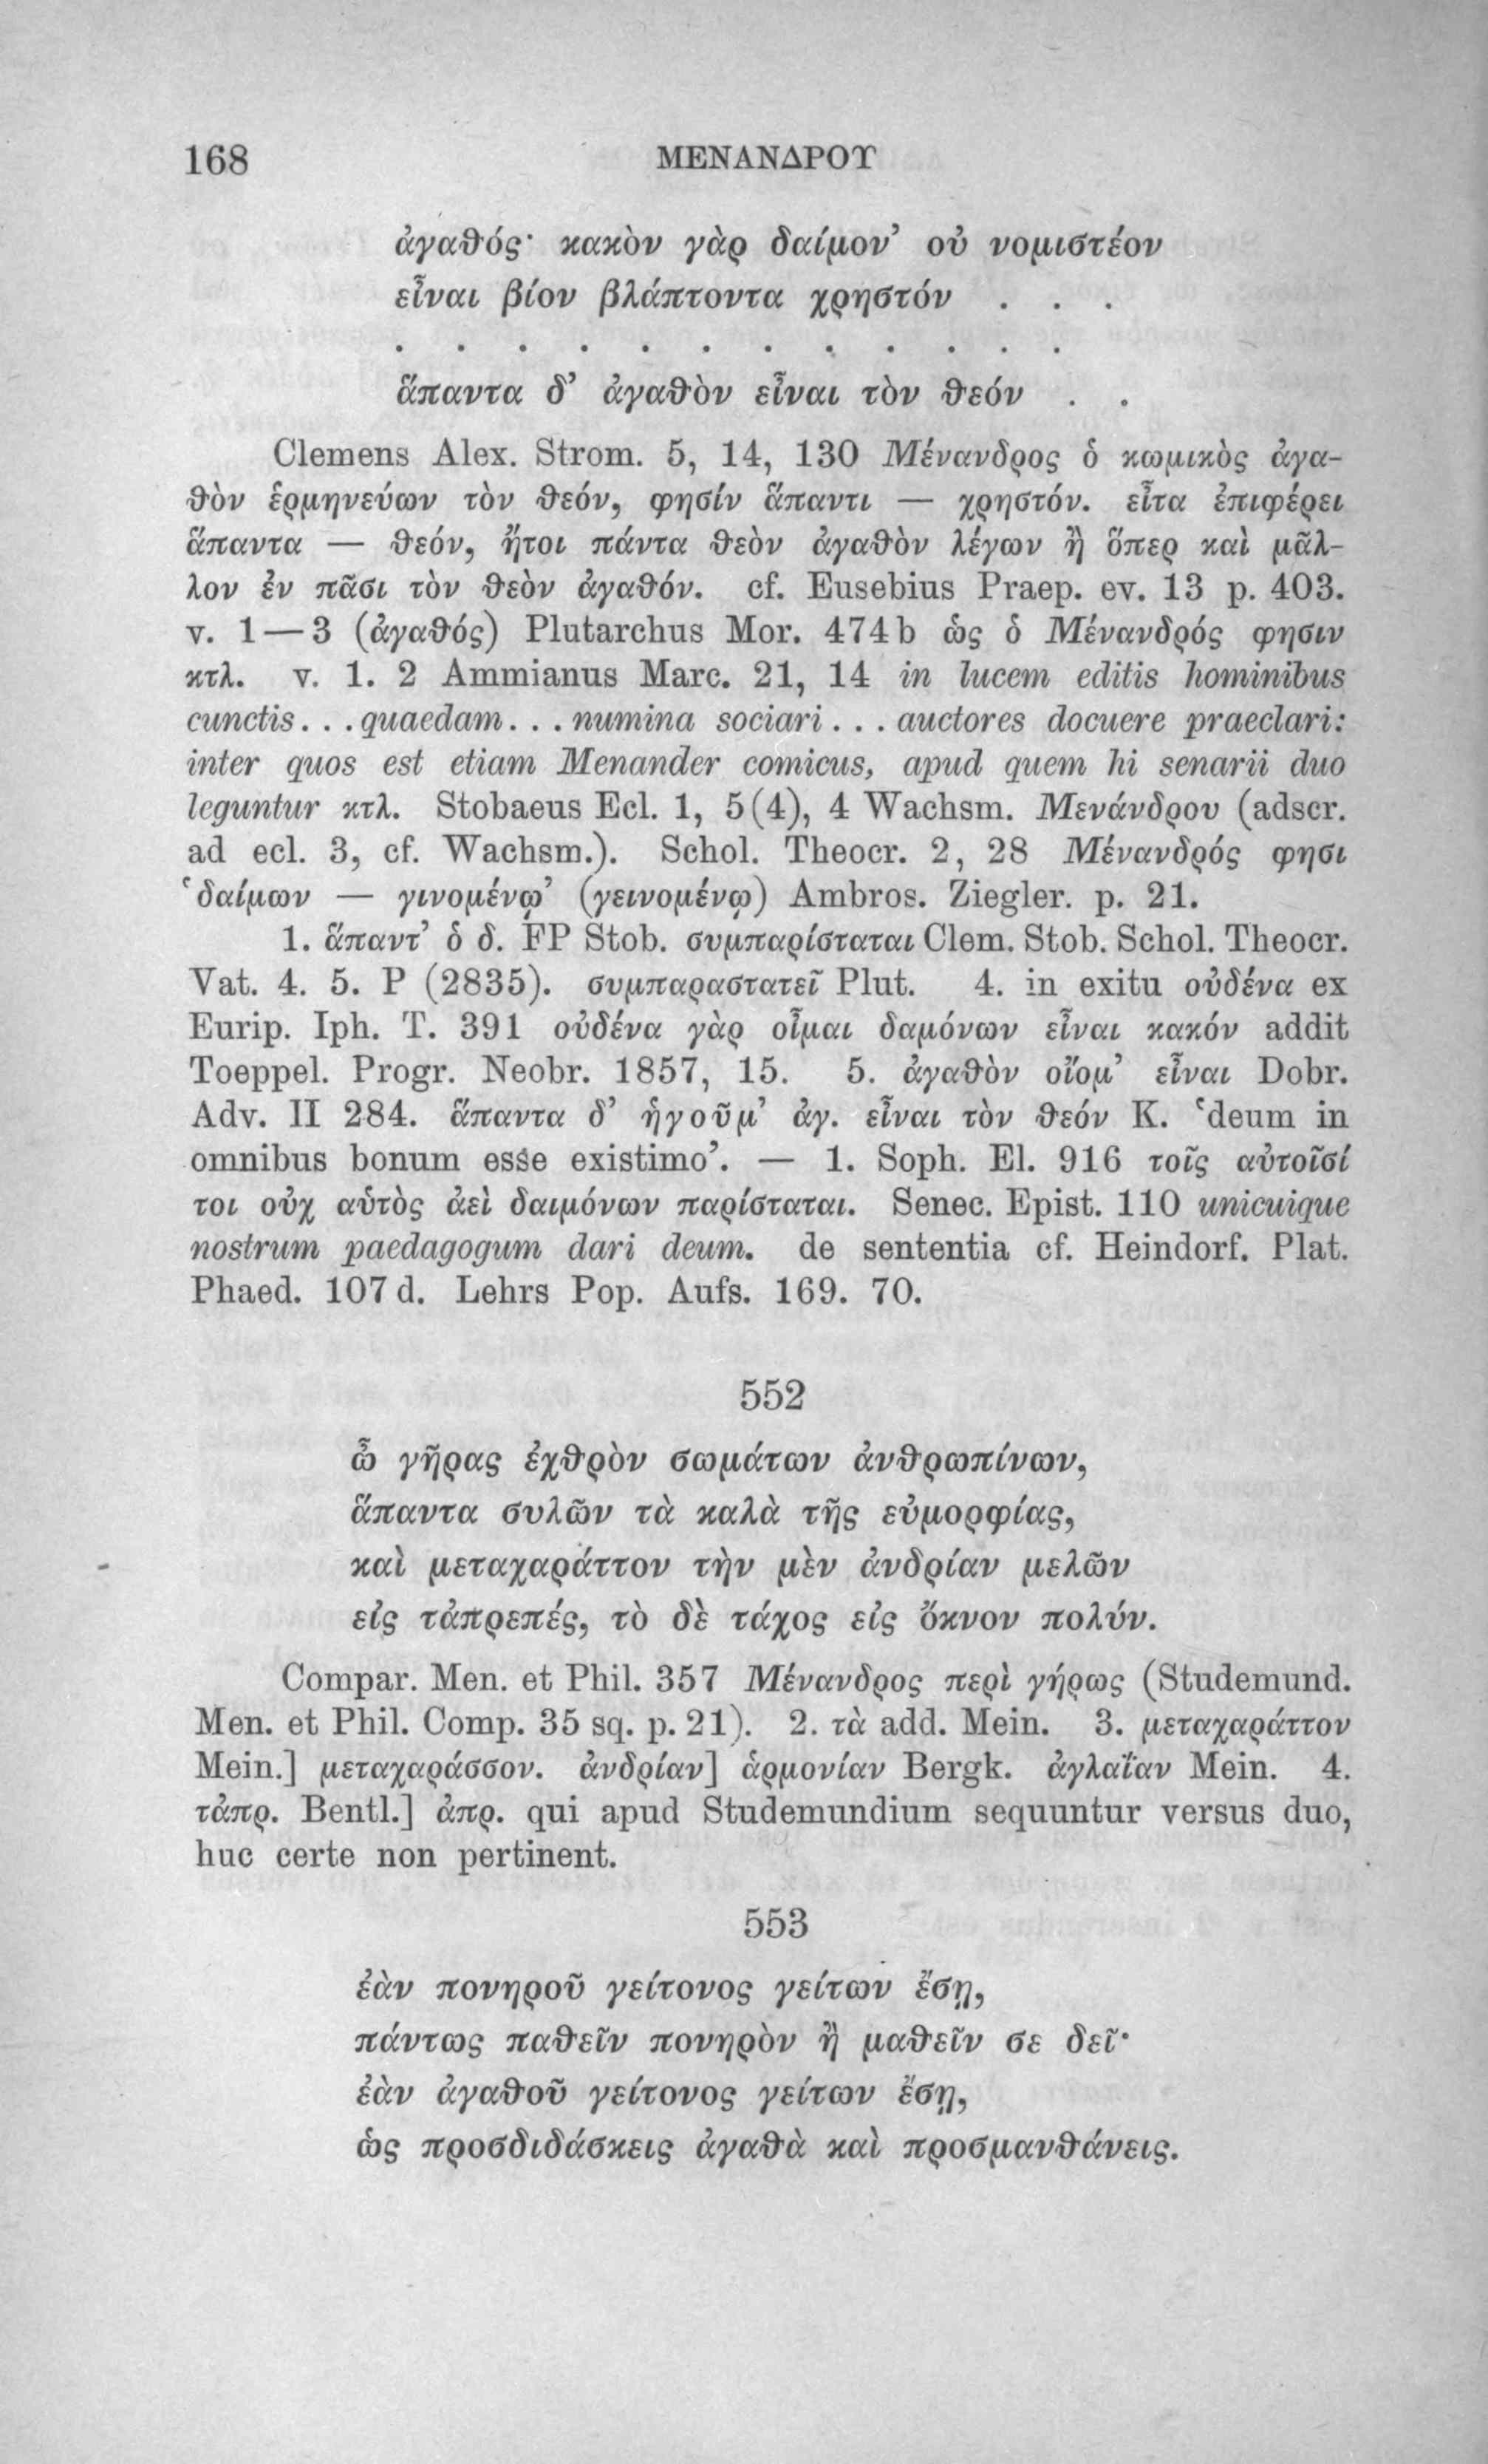 168 ΜΕΝΑΝΔΡΟΥ
ἀγαθός· κακὸν γὰρ δαίμον’ οὐ νομιστέον
εἶναι βίον βλάπτοντα χρηστόν . . .
. . . . . . . . . . . .
ἅπαντα δ’ ἀγαθὸν εἶναι τὸν θεόν . .
Clemens Alex. Strom. 5, 14, 130 Μένανδρος ὁ κωμικὸς ἀγα-
θὸν ἑρμηνεύων τὸν θεόν, φησίν ἅπαντι — χρηστόν. εἶτα ἐπιφέρει
ἅπαντα — θεόν, ἤτοι πάντα θεὸν ἀγαθὸν λέγων ἢ ὅπερ καὶ μᾶλ-
λον ἐν πᾶσι τὸν θεὸν ἀγαθόν. cf. Eusebius Praep. ev. 13 p. 403.
v. 1—3 (ἀγαθός) Plutarchus Mor. 474b ὡς ὁ Μένανδρός φησιν
κτλ. v. 1. 2 Ammianus Marc. 21, 14 in lucem editis hominibus
cunctis . . . quaedam . . . numina sociari . . . auctores docuere praeclari:
inter quos est etiam Menander comicus, apud quem hi senarii duo
leguntur κτλ. Stobaeus Ecl. 1, 5(4), 4 Wachsm. Μενάνδρου (adscr.
ad ecl. 3, cf. Wachsm.). Schol. Theocr. 2, 28 Μένανδρός φησι
‘δαίμων — γινομένῳ’ (γεινομένῳ) Ambros. Ziegler. p. 21.
1. ἅπαντ’ ὁ δ. FP Stob. συμπαρίσταται Clem. Stob. Schol. Theocr.
Vat. 4. 5. P (2835). συμπαραστατεῖ Plut. 4. in exitu οὐδένα ex
Eurip. Iph. T. 391 οὐδένα γὰρ οἶμαι δαμόνων εἶναι κακόν addit
Toeppel. Progr. Neobr. 1857, 15. 5. ἀγαθὸν οἴομ’ εἶναι Dobr.
Adv. II 284. ἅπαντα δ’ ἡγοῦμ’ ἀγ. εἶναι τὸν θεόν K. ‘deum in
omnibus bonum esse existimo’. — 1. Soph. El. 916 τοῖς αὐτοῖσί
τοι οὐχ αὑτὸς ἀεὶ δαιμόνων παρίσταται. Senec. Epist. 110 unicuique
nostrum paedagogum dari deum. de sententia cf. Heindorf. Plat.
Phaed. 107d. Lehrs Pop. Aufs. 169. 70.
552
ὦ γῆρας ἐχθρὸν σωμάτων ἀνθρωπίνων,
ἅπαντα συλῶν τὰ καλὰ τῆς εὐμορφίας,
καὶ μεταχαράττον τὴν μὲν ἀνδρίαν μελῶν
εἰς τἀπρεπές, τὸ δὲ τάχος εἰς ὄκνον πολύν.
Compar. Men. et Phil. 357 Μένανδρος περὶ γήρως (Studemund.
Men. et Phil. Comp. 35 sq. p. 21). 2. τὰ add. Mein. 3. μεταχαράττον
Mein.] μεταχαράσσον. ἀνδρίαν] ἁρμονίαν Bergk. ἀγλαΐαν Mein. 4.
τἀπρ. Bentl.] ἀπρ. qui apud Studemundium sequuntur versus duo,
huc certe non pertinent.
553
ἐὰν πονηροῦ γείτονος γείτων ἔσῃ,
πάντως παθεῖν πονηρὸν ἢ μαθεῖν σε δεῖ·
ἐὰν ἀγαθοῦ γείτονος γείτων ἔσῃ,
ὡς προσδιδάσκεις ἀγαθὰ καὶ προσμανθάνεις.